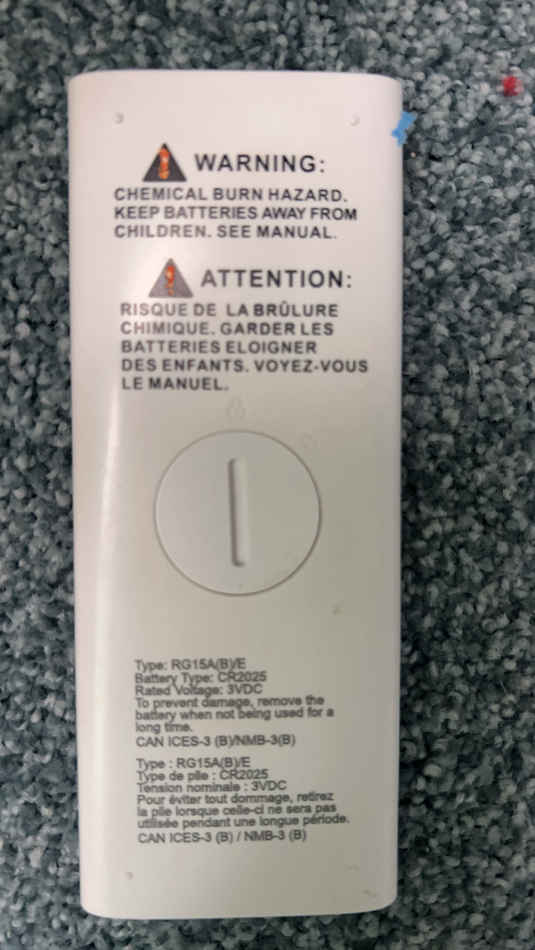 WARNING:
CHEMICAL BURN HAZARD.
KEEP BATTERIES AWAY FROM
CHILDREN. SEE MANUAL.
ATTENTION:
RISQUE DE LA BRÛLURE
CHIMIQUE. GARDER LES
BATTERIES ELOIGNER
DES ENFANTS. VOYEZ-VOUS
LE MANUEL.
Type: RG15A(B)/E
Battery Type: CR2025
Rated Voltage: 3VDC
To prevent damage, remove the
battery when not being used for a
long time.
CAN ICES-3 (B)/NMB-3(B)
Type : RG15A(B)/E
Type de pile : CR2025
Tension nominale : 3VDC
Pour éviter tout dommage, retirez
la pile lorsque celle-ci ne sera pas
utilisée pendant une longue période.
CAN ICES-3 (B) / NMB-3 (B)